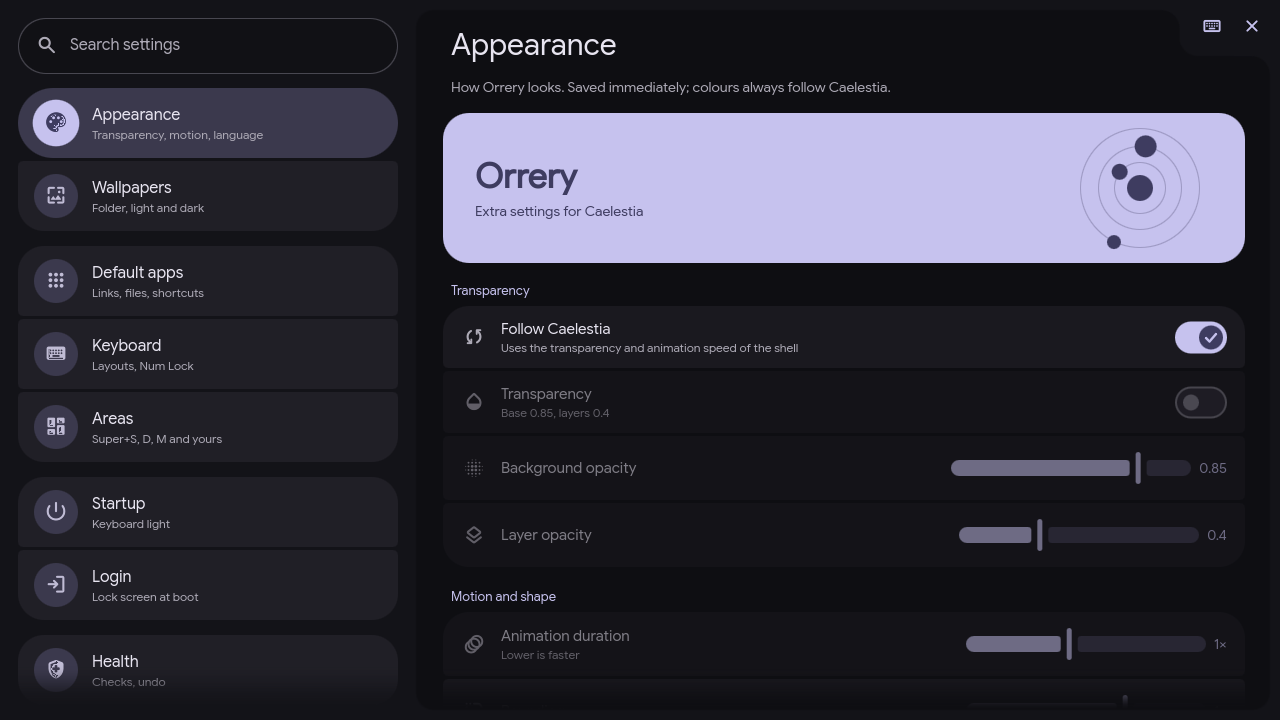 Search settings
Appearance
Transparency, motion, language
Wallpapers
Folder, light and dark
Default apps
Links, files, shortcuts
Keyboard
Layouts, Num Lock
Areas
Super+S, D, M and yours
Startup
Keyboard light
Login
Lock screen at boot
Health
Checks, undo
Appearance
How Orrery looks. Saved immediately; colours always follow Caelestia.
Orrery
Extra settings for Caelestia
Transparency
Follow Caelestia
Uses the transparency and animation speed of the shell
Transparency
Base 0.85, layers 0.4
Background opacity
0.85
Layer opacity
0.4
Motion and shape
Animation duration
Lower is faster
1×